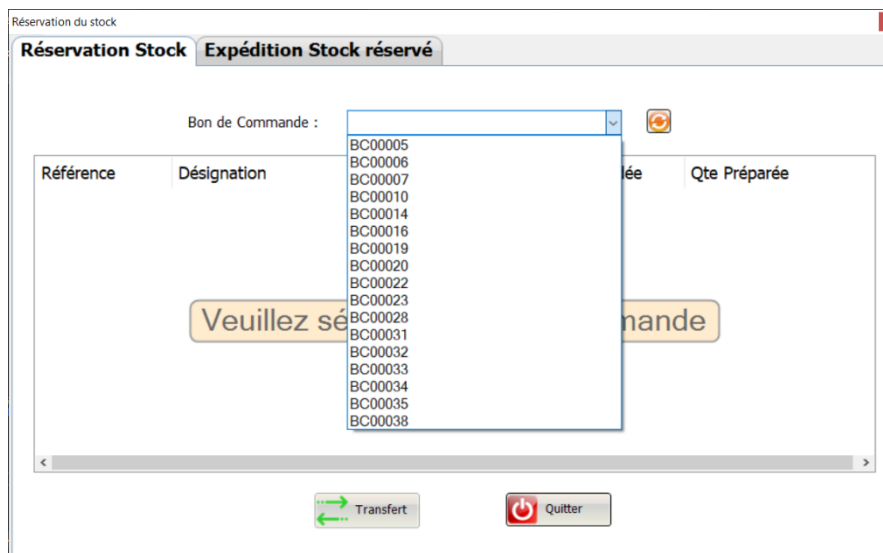 Réservation du stock
Réservation Stock Expédition Stock réservé
Bon de Commande :
BC00005
BC00006
BC00007
BC00010
BC00014
BC00016
BC00019
BC00020
BC00022
BC00023
BC00028
BC00031
BC00032
BC00033
BC00034
BC00035
BC00038
Référence Désignation lée Qte Préparée
Veuillez sé mande
Transfert Quitter